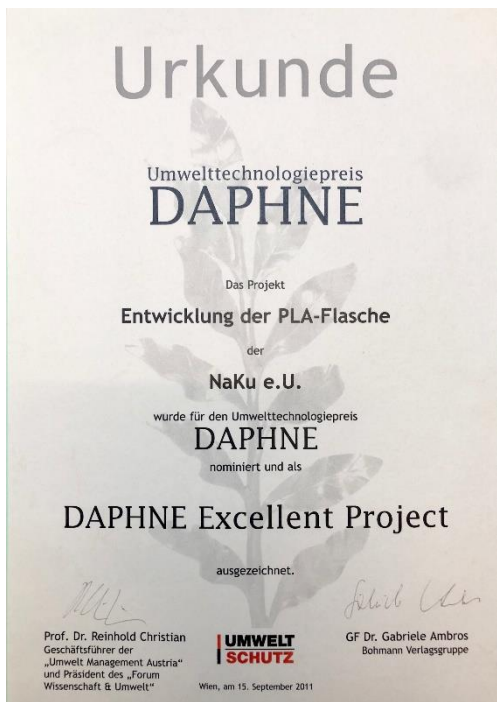 Urkunde
Umwelttechnologiepreis
DAPHNE
Das Projekt
Entwicklung der PLA-Flasche
der
NaKu e.U.
wurde für den Umwelttechnologiepreis
DAPHNE
nominiert und als
DAPHNE Excellent Project
ausgezeichnet.
Prof. Dr. Reinhold Christian
Geschäftsführer der
„Umwelt Management Austria“
und Präsident des „Forum
Wissenschaft & Umwelt“
UMWELT
SCHUTZ
Wien, am 15. September 2011
GF Dr. Gabriele Ambros
Bohmann Verlagsgruppe